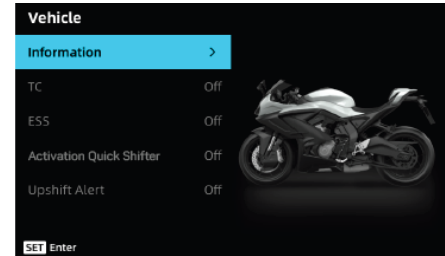 Vehicle
Information >
TC Off
ESS Off
Activation Quick Shifter Off
Upshift Alert Off
SET Enter